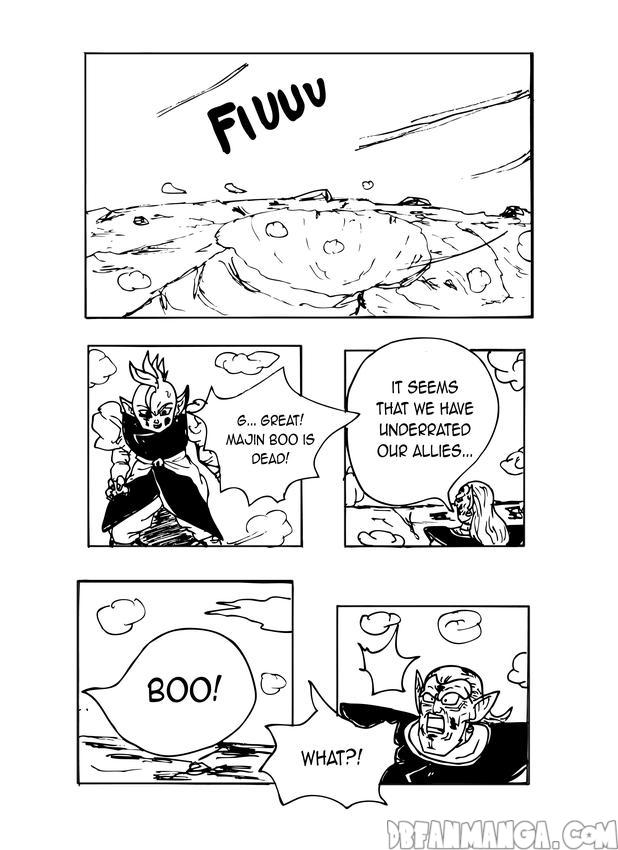 FIUUU
G... GREAT!
MAJIN BOO IS
DEAD!
IT SEEMS
THAT WE HAVE
UNDERRATED
OUR ALLIES...
BOO!
WHAT?!
DBFANMANGA.COM